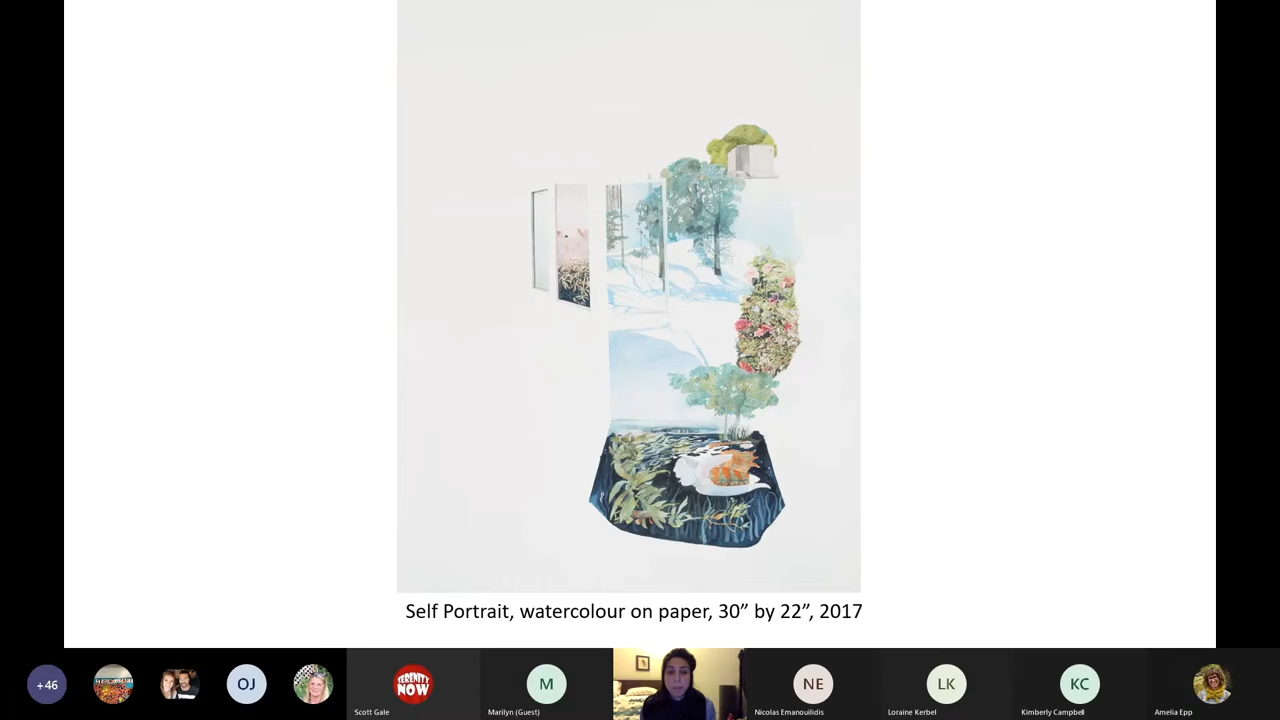 Self Portrait, watercolour on paper, 30” by 22”, 2017
+46
OJ
SERENITY
NOW
Scott Gale
M
Marilyn (Guest)
NE
Nicolas Emanouilidis
LK
Loraine Kerbel
KC
Kimberly Campbell
Amelia Epp